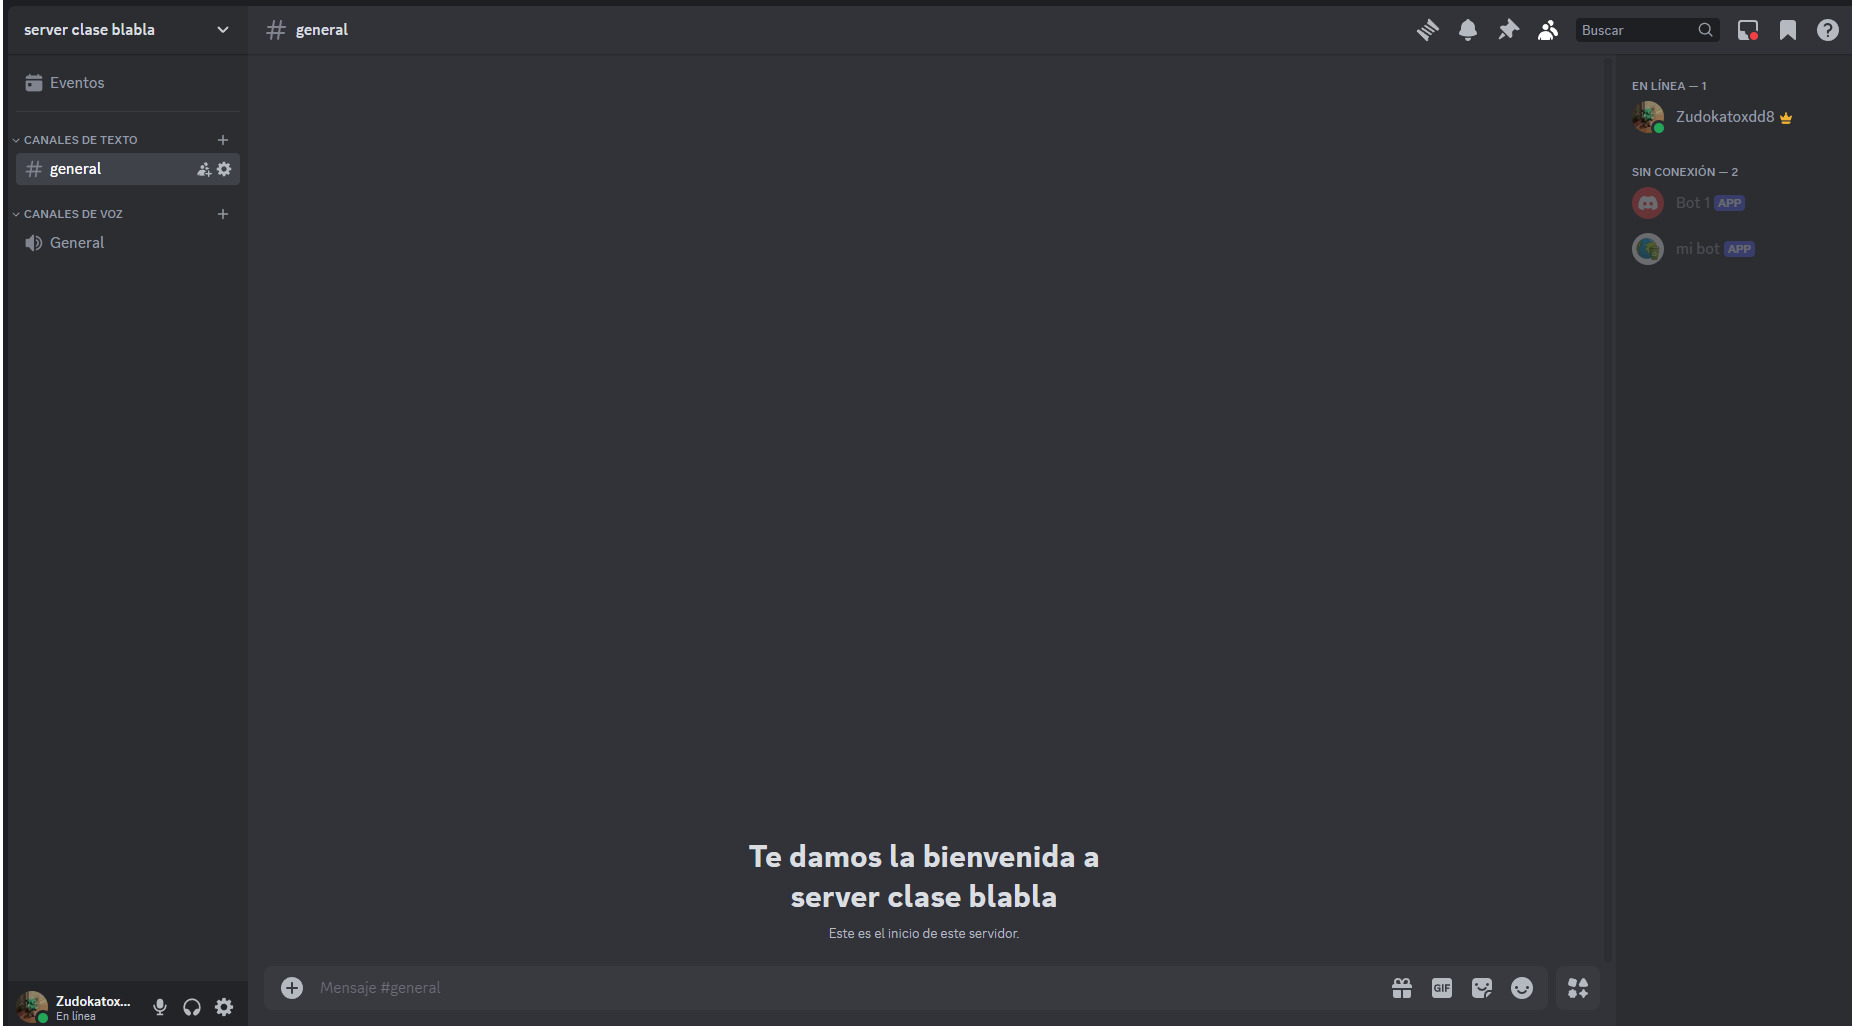 server clase blabla
Eventos
CANALES DE TEXTO
general
CANALES DE VOZ
General
Zudokatox...
En línea
general
Buscar
Te damos la bienvenida a
server clase blabla
Este es el inicio de este servidor.
Mensaje #general
GIF
EN LÍNEA — 1
Zudokatoxdd8
SIN CONEXIÓN — 2
Bot 1 APP
mi bot APP